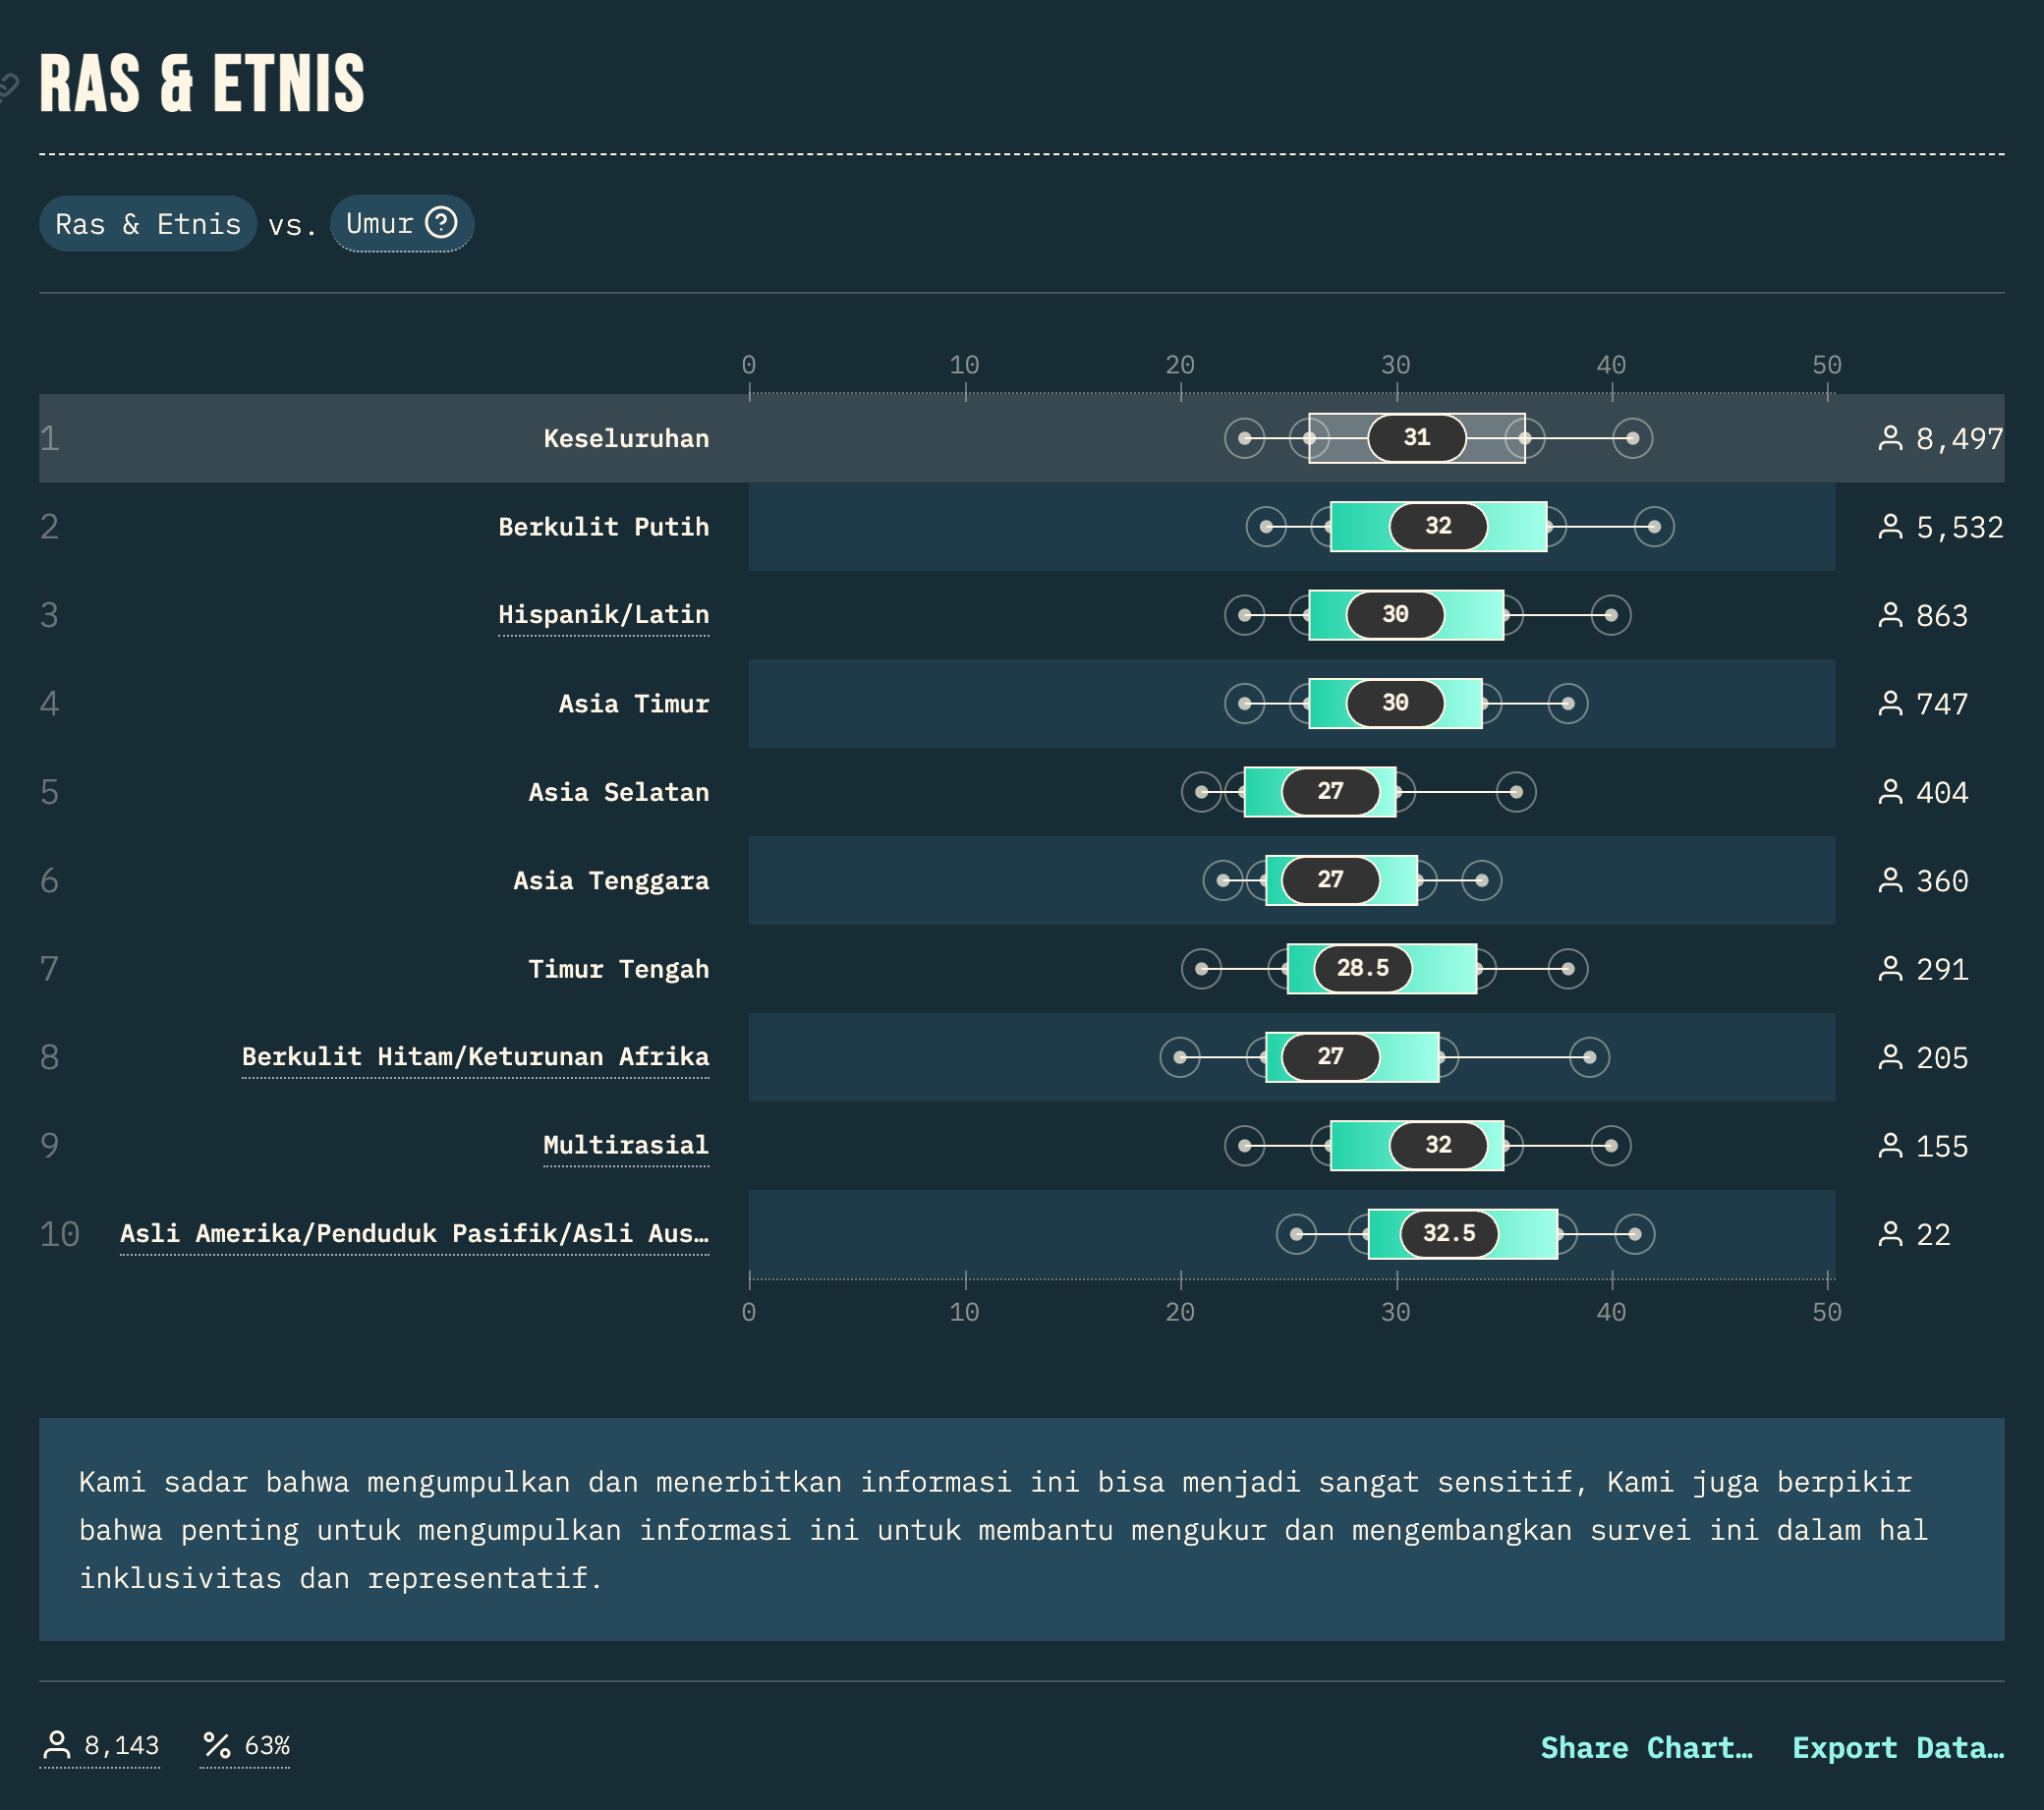 RAS & ETNIS
Ras & Etnis vs. Umur
0 10 20 30 40 50
1 Keseluruhan 31 8,497
2 Berkulit Putih 32 5,532
3 Hispanik/Latin 30 863
4 Asia Timur 30 747
5 Asia Selatan 27 404
6 Asia Tenggara 27 360
7 Timur Tengah 28.5 291
8 Berkulit Hitam/Keturunan Afrika 27 205
9 Multirasial 32 155
10 Asli Amerika/Penduduk Pasifik/Asli Aus… 32.5 22
0 10 20 30 40 50
Kami sadar bahwa mengumpulkan dan menerbitkan informasi ini bisa menjadi sangat sensitif, Kami juga berpikir
bahwa penting untuk mengumpulkan informasi ini untuk membantu mengukur dan mengembangkan survei ini dalam hal
inklusivitas dan representatif.
8,143 % 63% Share Chart… Export Data…